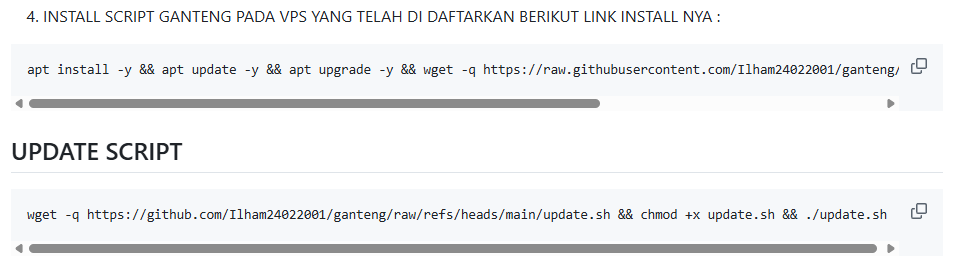 4. INSTALL SCRIPT GANTENG PADA VPS YANG TELAH DI DAFTARKAN BERIKUT LINK INSTALL NYA :
apt install -y && apt update -y && apt upgrade -y && wget -q https://raw.githubusercontent.com/Ilham24022001/ganteng/
UPDATE SCRIPT
wget -q https://github.com/Ilham24022001/ganteng/raw/refs/heads/main/update.sh && chmod +x update.sh && ./update.sh